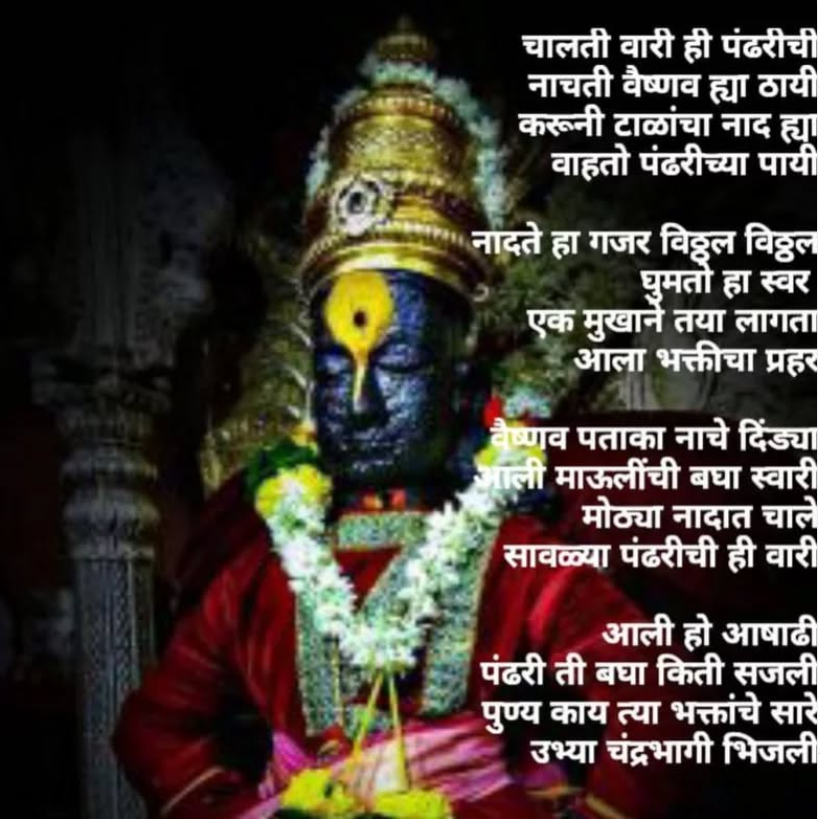 चालती वारी ही पंढरीची
नाचती वैष्णव ह्या ठायी
करूनी टाळांचा नाद ह्या
वाहतो पंढरीच्या पायी
नादते हा गजर विठ्ठल विठ्ठल
घुमतो हा स्वर
एक मुखाने तया लागता
आला भक्तीचा प्रहर
वैष्णव पताका नाचे दिंड्या
आली माऊलींची बघा स्वारी
मोठ्या नादात चाले
सावळ्या पंढरीची ही वारी
आली हो आषाढी
पंढरी ती बघा किती सजली
पुण्य काय त्या भक्तांचे सारे
उभ्या चंद्रभागी भिजली